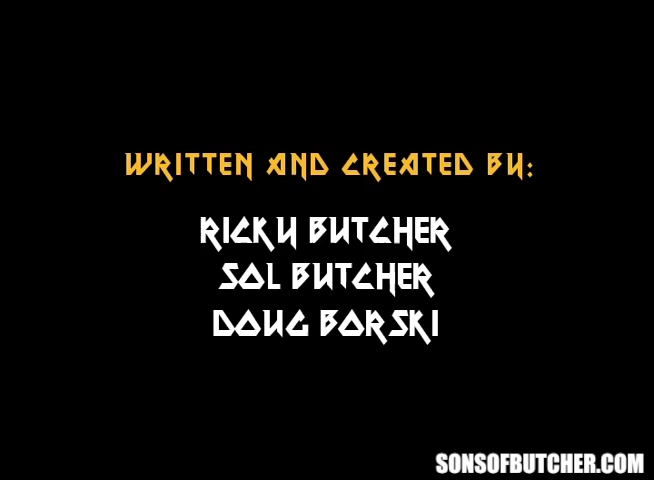 WRITTEN AND CREATED BY:
RICKY BUTCHER
SOL BUTCHER
DOUG BORSKI
SONSOFBUTCHER.COM